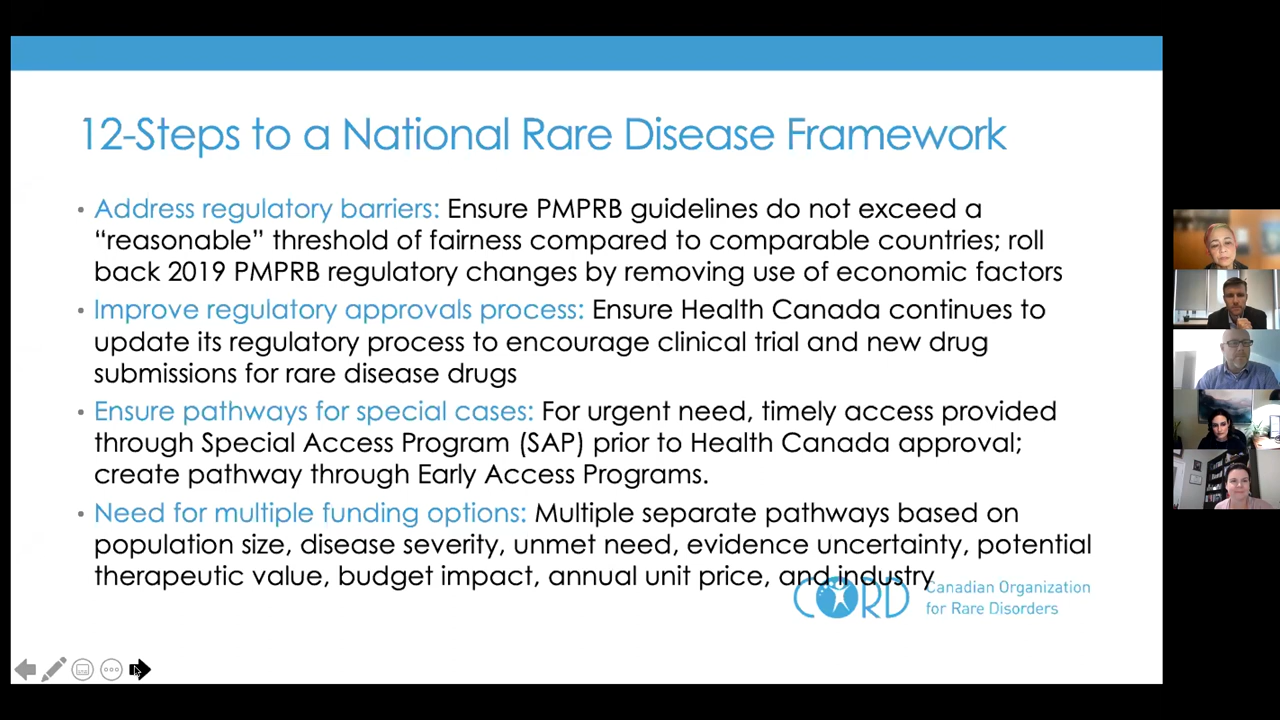 12-Steps to a National Rare Disease Framework
• Address regulatory barriers: Ensure PMPRB guidelines do not exceed a
“reasonable” threshold of fairness compared to comparable countries; roll
back 2019 PMPRB regulatory changes by removing use of economic factors
• Improve regulatory approvals process: Ensure Health Canada continues to
update its regulatory process to encourage clinical trial and new drug
submissions for rare disease drugs
• Ensure pathways for special cases: For urgent need, timely access provided
through Special Access Program (SAP) prior to Health Canada approval;
create pathway through Early Access Programs.
• Need for multiple funding options: Multiple separate pathways based on
population size, disease severity, unmet need, evidence uncertainty, potential
therapeutic value, budget impact, annual unit price, and industry
CORD
Canadian Organization
for Rare Disorders